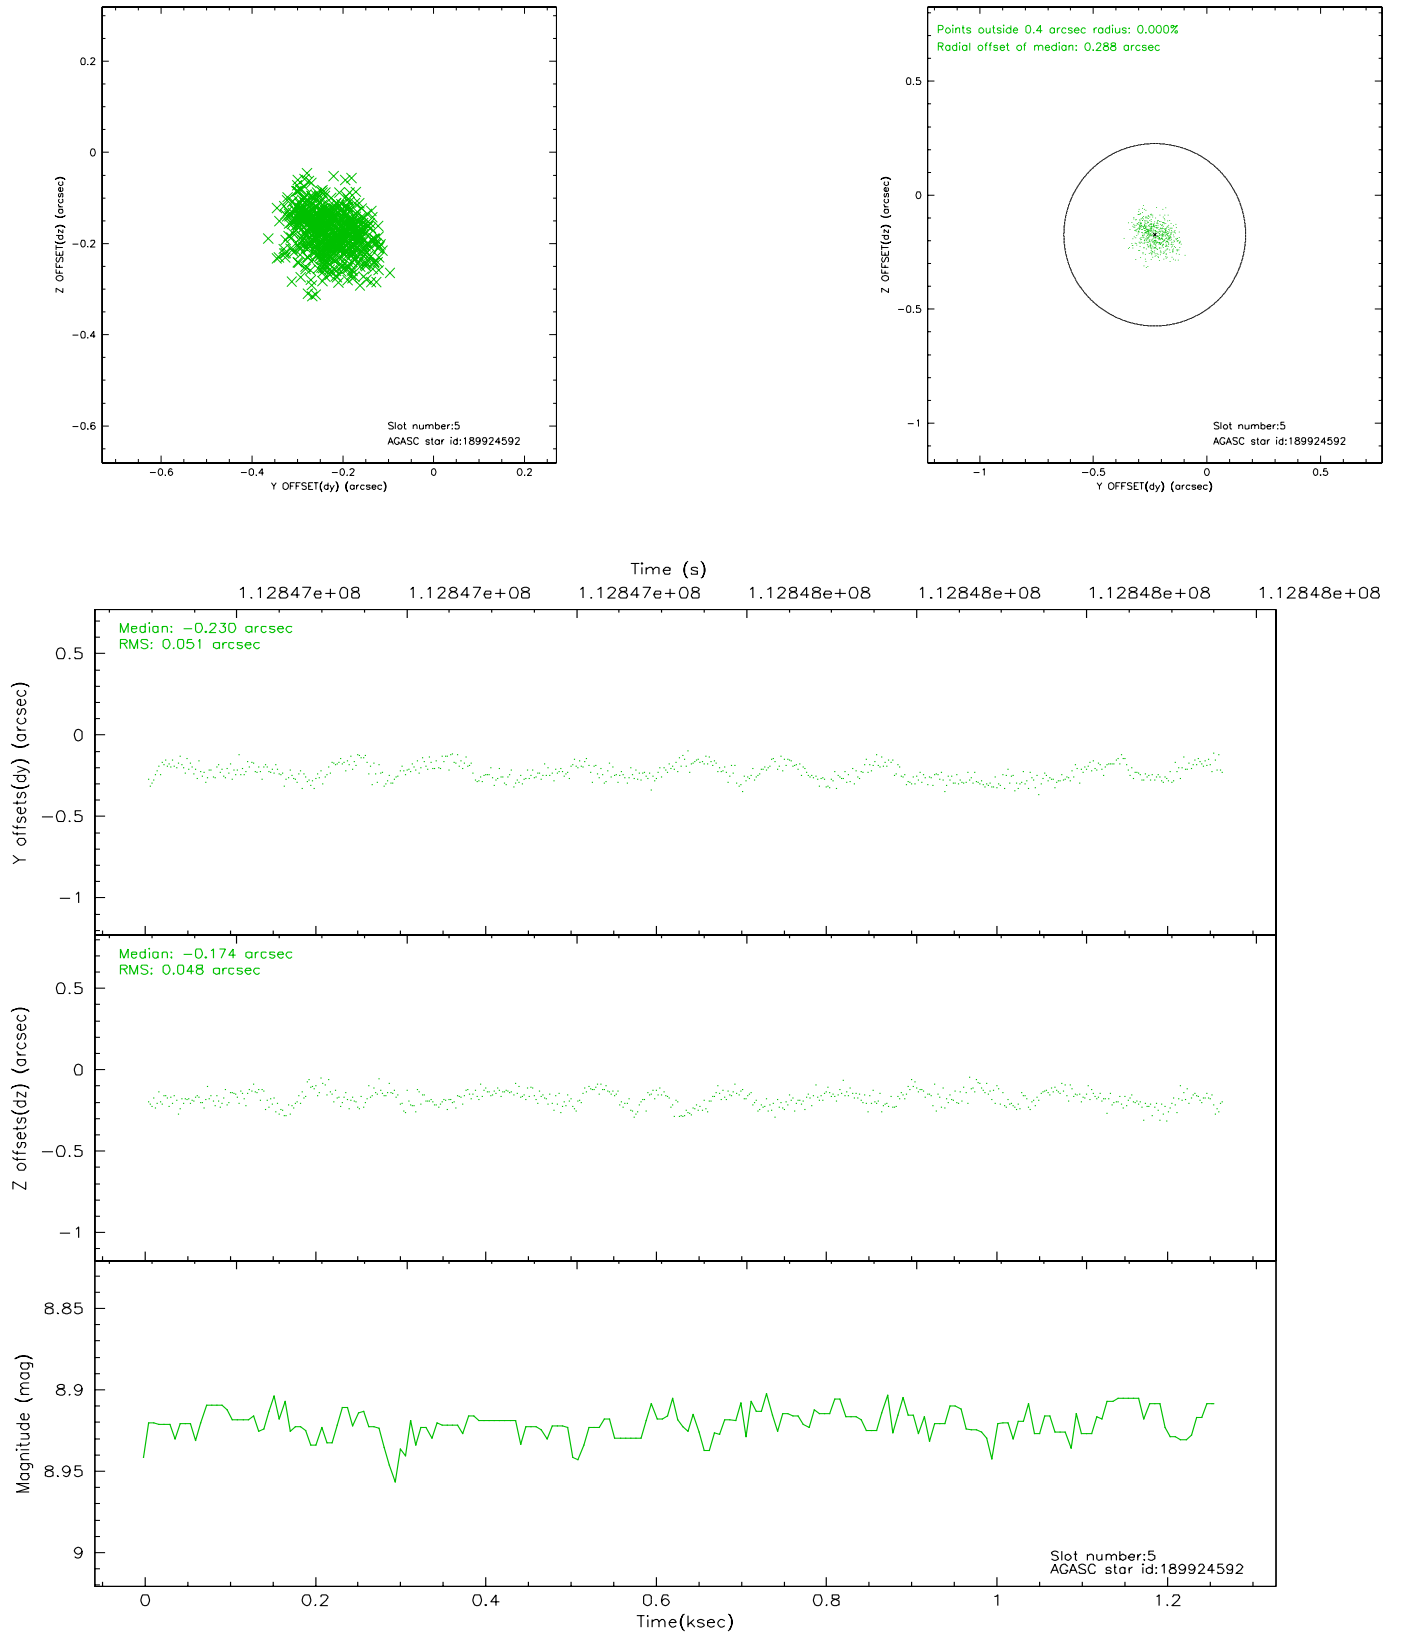 0.2
0
−0.2
−0.4
−0.6
Z OFFSET(dz) (arcsec)
Slot number:5
AGASC star id:189924592
−0.6
−0.4
−0.2
0
0.2
Y OFFSET(dy) (arcsec)
Points outside 0.4 arcsec radius: 0.000%
Radial offset of median: 0.288 arcsec
0.5
0
−0.5
−1
Z OFFSET(dz) (arcsec)
Slot number:5
AGASC star id:189924592
−1
−0.5
0
0.5
Y OFFSET(dy) (arcsec)
Time (s)
1.12847e+08
1.12847e+08
1.12847e+08
1.12848e+08
1.12848e+08
1.12848e+08
1.12848e+08
Median: −0.230 arcsec
RMS: 0.051 arcsec
0.5
0
−0.5
−1
Y offsets(dy) (arcsec)
Median: −0.174 arcsec
RMS: 0.048 arcsec
0.5
0
−0.5
−1
Z offsets(dz) (arcsec)
8.85
8.9
8.95
9
Magnitude (mag)
Slot number:5
AGASC star id:189924592
0
0.2
0.4
0.6
0.8
1
1.2
Time(ksec)